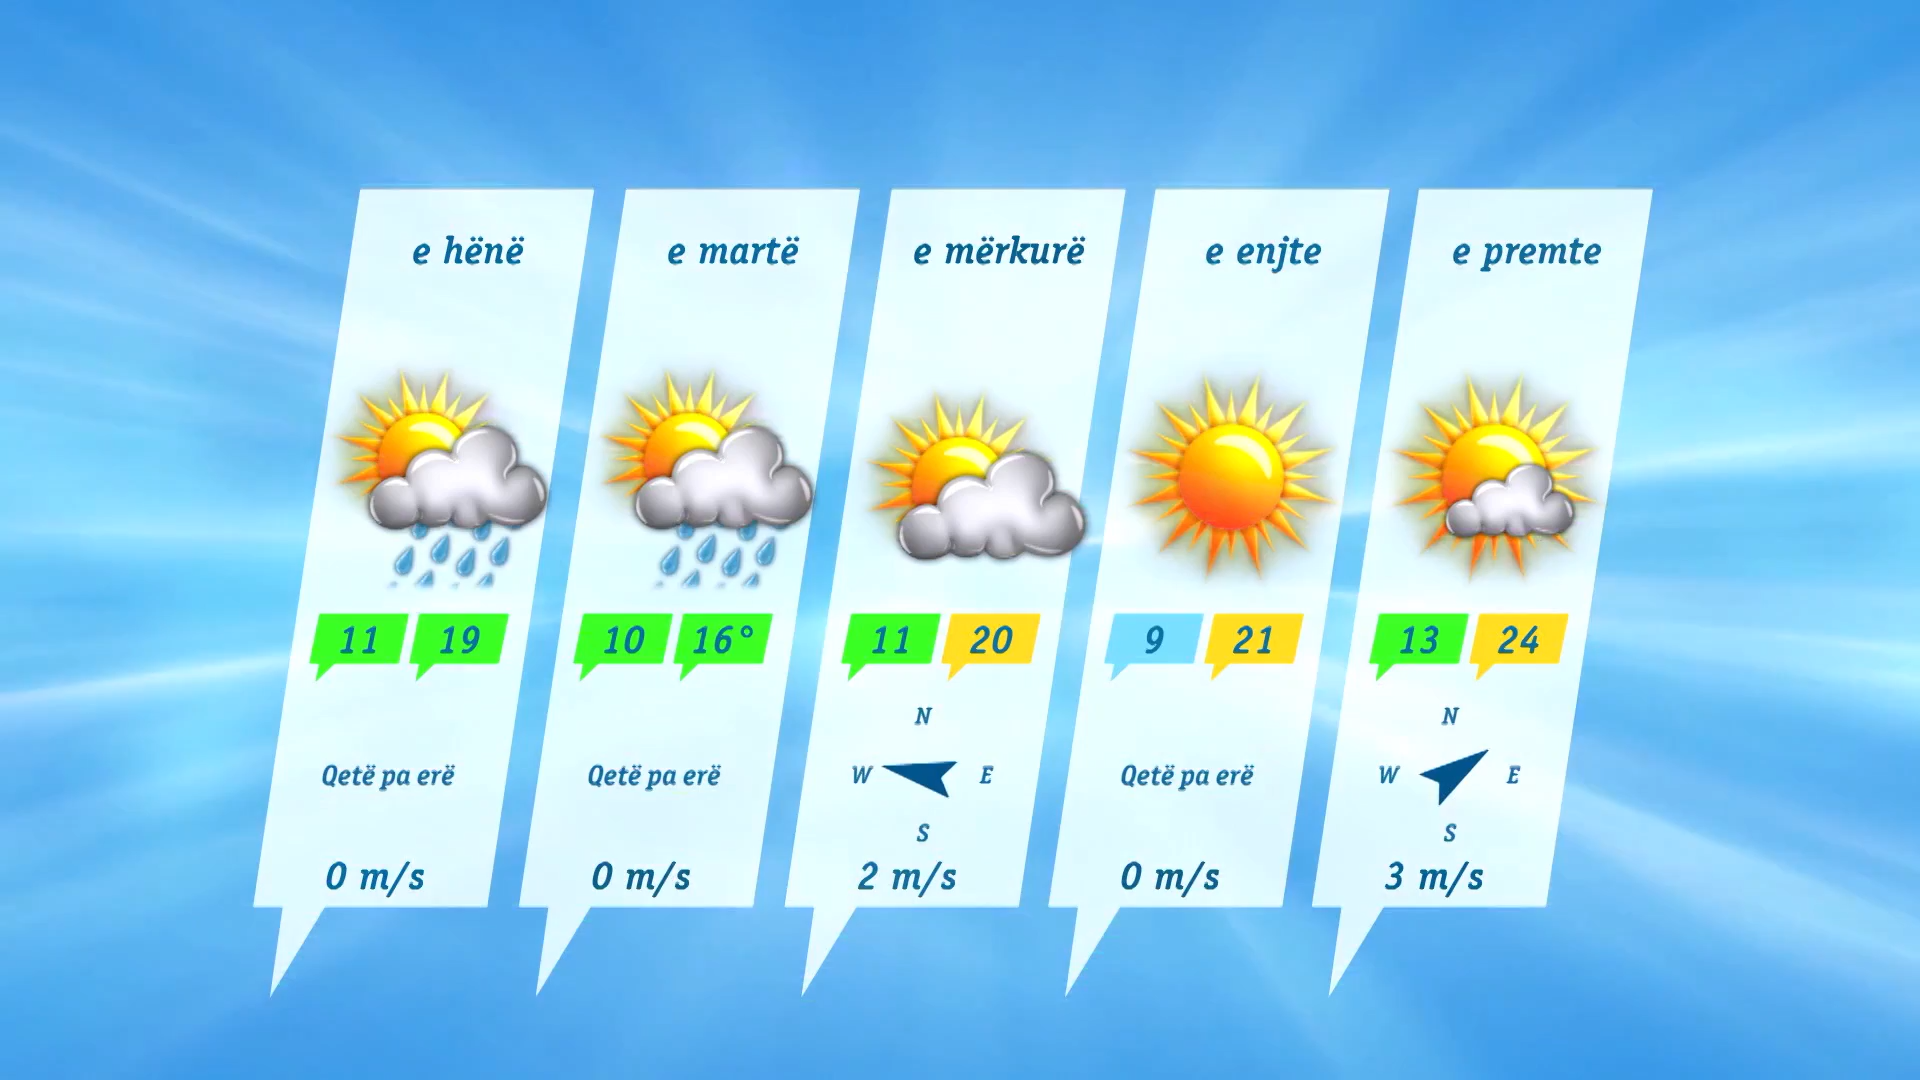 e hënë
11 19
Qetë pa erë
0 m/s
e martë
10 16°
Qetë pa erë
0 m/s
e mërkurë
11 20
N
W E
S
2 m/s
e enjte
9 21
Qetë pa erë
0 m/s
e premte
13 24
N
W E
S
3 m/s